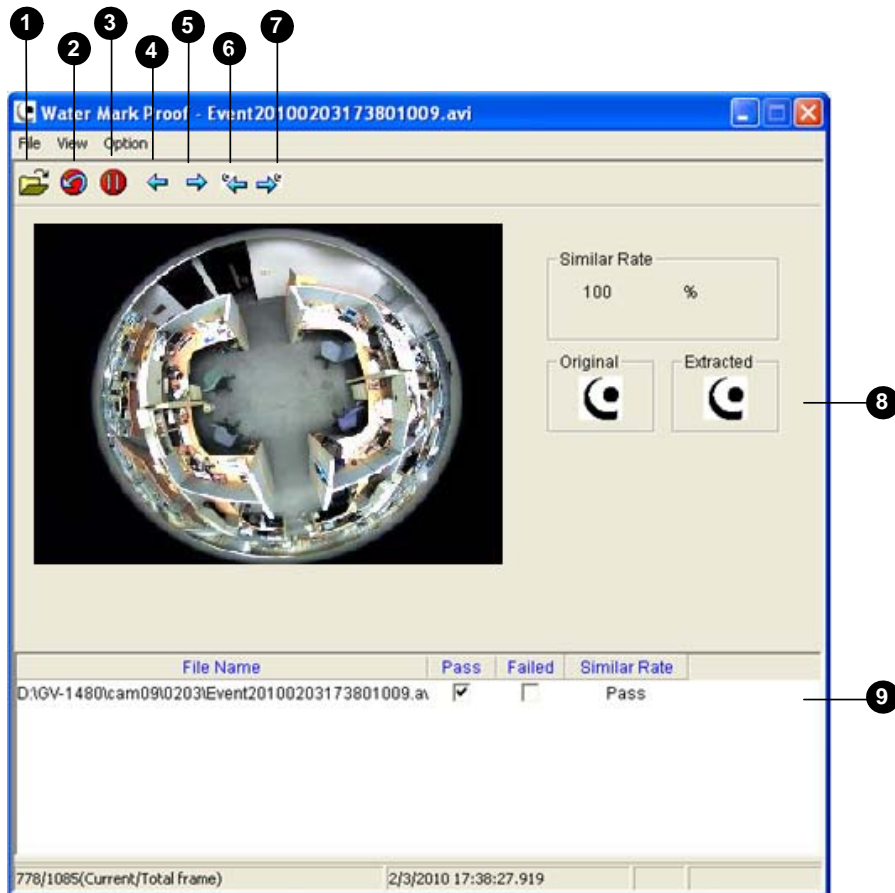 1
2
3
4
5
6
7
Water Mark Proof - Event20100203173801009.avi
File View Option
Similar Rate
100 %
Original Extracted
8
File Name Pass Failed Similar Rate
D:\GV-1480\cam09\0203\Event20100203173801009.av Pass
9
778/1085(Current/Total frame) 2/3/2010 17:38:27.919